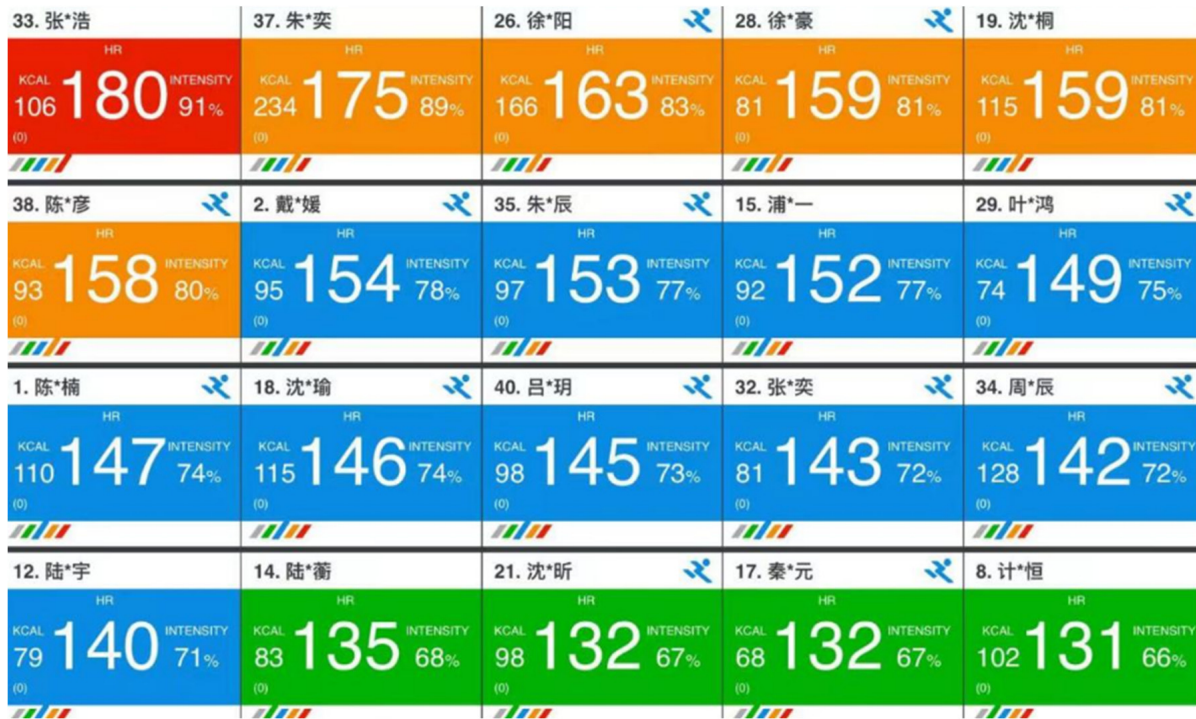 33. 张*浩
HR
KCAL 180 INTENSITY
106 91%
(0)
37. 朱*奕
HR
KCAL 175 INTENSITY
234 89%
(0)
26. 徐*阳
HR
KCAL 163 INTENSITY
166 83%
(0)
28. 徐*豪
HR
KCAL 159 INTENSITY
81 81%
(0)
19. 沈*桐
HR
KCAL 159 INTENSITY
115 81%
(0)
38. 陈*彦
HR
KCAL 158 INTENSITY
93 80%
(0)
2. 戴*媛
HR
KCAL 154 INTENSITY
95 78%
(0)
35. 朱*辰
HR
KCAL 153 INTENSITY
97 77%
(0)
15. 浦*一
HR
KCAL 152 INTENSITY
92 77%
(0)
29. 叶*鸿
HR
KCAL 149 INTENSITY
74 75%
(0)
1. 陈*楠
HR
KCAL 147 INTENSITY
110 74%
(0)
18. 沈*瑜
HR
KCAL 146 INTENSITY
115 74%
(0)
40. 吕*玥
HR
KCAL 145 INTENSITY
98 73%
(0)
32. 张*奕
HR
KCAL 143 INTENSITY
81 72%
(0)
34. 周*辰
HR
KCAL 142 INTENSITY
128 72%
(0)
12. 陆*宇
HR
KCAL 140 INTENSITY
79 71%
(0)
14. 陆*蘅
HR
KCAL 135 INTENSITY
83 68%
(0)
21. 沈*昕
HR
KCAL 132 INTENSITY
98 67%
(0)
17. 秦*元
HR
KCAL 132 INTENSITY
68 67%
(0)
8. 计*恒
HR
KCAL 131 INTENSITY
102 66%
(0)